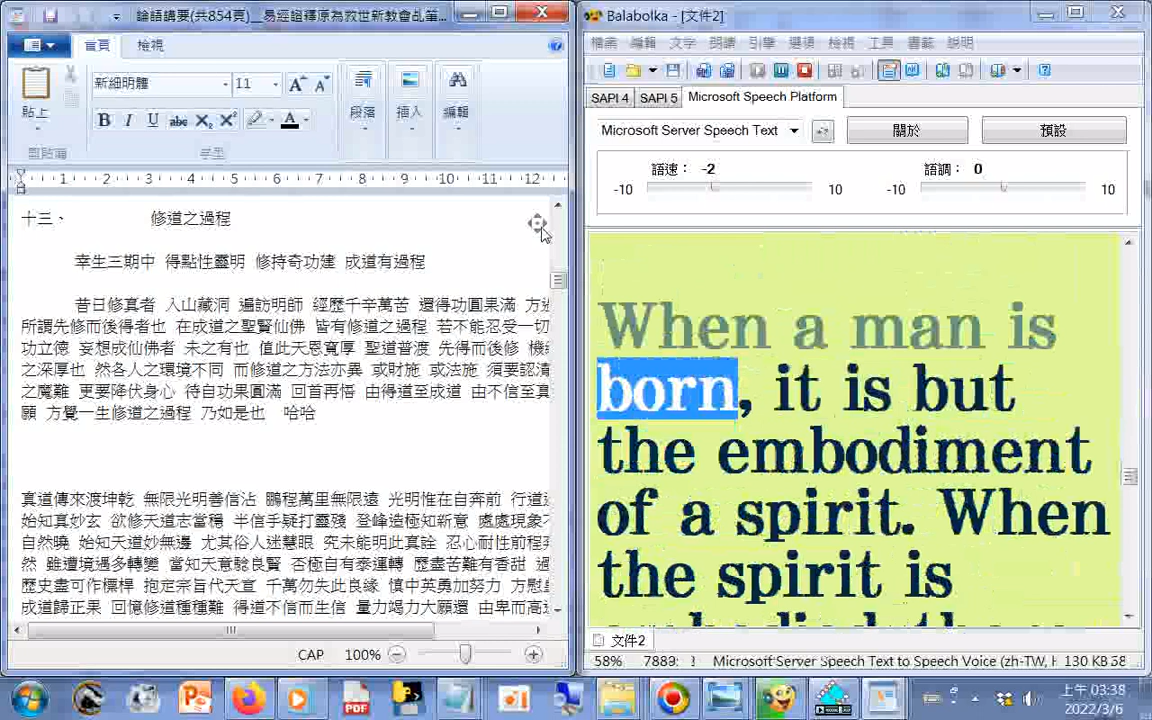 論語講要(共854頁)__易經證釋原為救世新教會乩筆...
首頁 檢視
貼上
新細明體 11
剪貼簿 字型
段落 插入 編輯
1 2 3 4 5 6 7 8 9 10 11 12
十三、 修道之過程
幸生三期中 得點性靈明 修持奇功建 成道有過程
昔日修真者 入山藏洞 遍訪明師 經歷千辛萬苦 還得功圓果滿 方
所謂先修而後得者也 在成道之聖賢仙佛 皆有修道之過程 若不能忍受一切
功立德 妄想成仙佛者 未之有也 值此天恩寬厚 聖道普渡 先得而後修 機
之深厚也 然各人之環境不同 而修道之方法亦異 或財施 或法施 須要認清
之魔難 更要降伏身心 待自功果圓滿 回首再悟 由得道至成道 由不信至真
願 方覺一生修道之過程 乃如是也 哈哈
真道傳來渡坤乾 無限光明善信沾 鵬程萬里無限遠 光明惟在自奔前 行道
始知真妙玄 欲修天道志當穩 半信半疑打靈殘 登峰造極知新意 處處現象
自然曉 始知天道妙無邊 尤其俗人迷慧眼 究未能明此真詮 忍心耐性前程
然 雖遭境遇多轉變 當知天意諗良賢 否極自有泰運轉 歷盡苦難有香甜 過
歷史盡可作標桿 抱定宗旨代天宣 千萬勿失此良緣 慎中英勇加努力 方慰
成道歸正果 回憶修道種種難 得道不信而生信 量力竭力大願還 由卑而高
CAP 100%
Balabolka - [文件2]
檔案 編輯 文字 朗讀 引擎 選項 檢視 工具 書籤 說明
SAPI 4 SAPI 5 Microsoft Speech Platform
Microsoft Server Speech Text 關於 預設
語速： -2 語調： 0
-10 10 -10 10
When a man is
born, it is but
the embodiment
of a spirit. When
the spirit is
文件2
58% 7889: Microsoft Server Speech Text to Speech Voice (zh-TW, H 130 KB 58
上午 03:38
2022/3/6